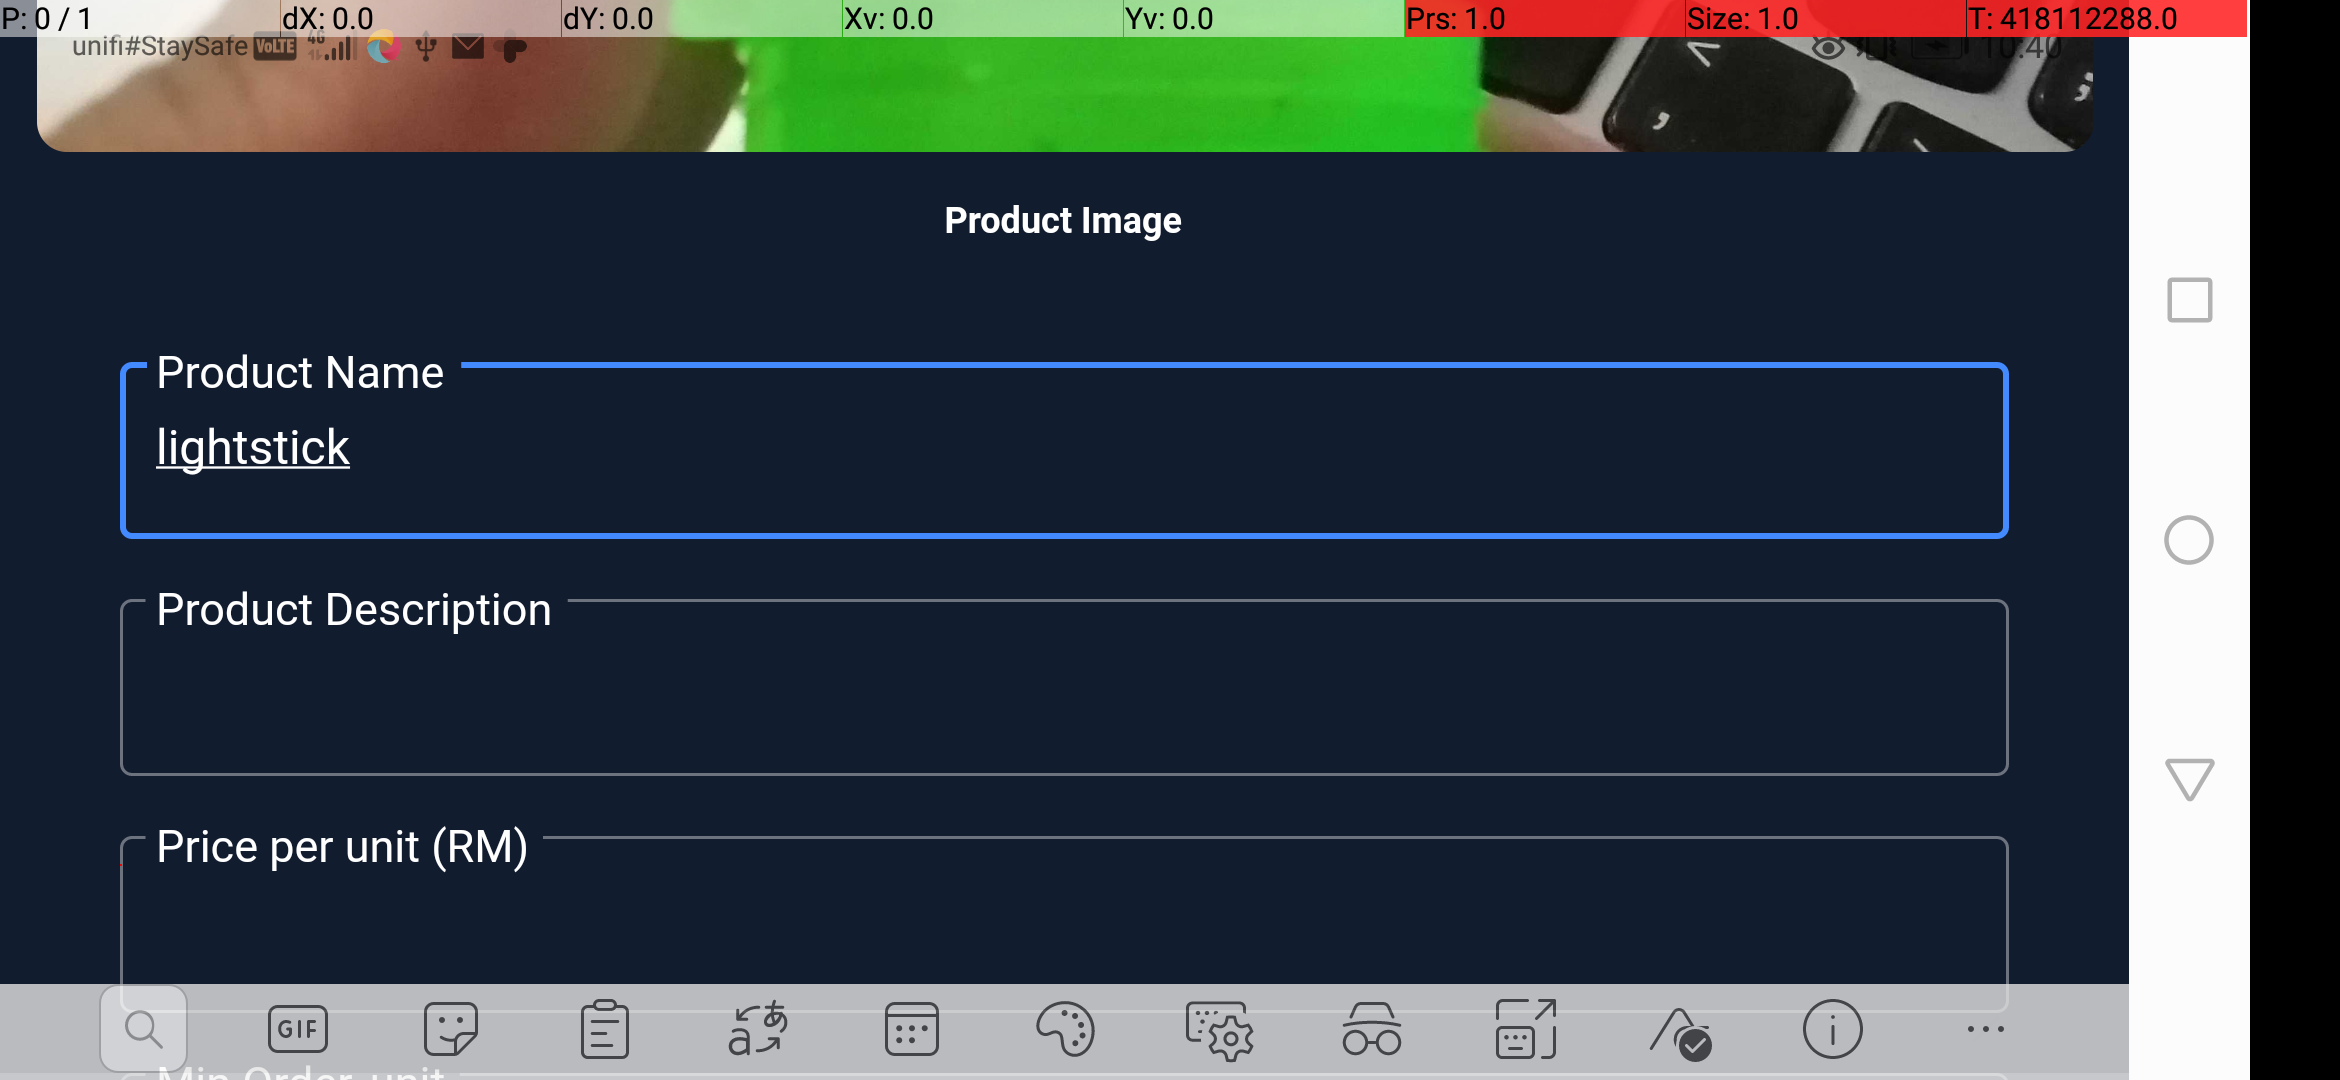 P: 0 / 1 dX: 0.0 dY: 0.0 Xv: 0.0 Yv: 0.0 Prs: 1.0 Size: 1.0 T: 418112288.0
unifi#StaySafe VoLTE 4G 10:40
Product Image
Product Name
lightstick
Product Description
Price per unit (RM)
GIF a あ
Min Order unit